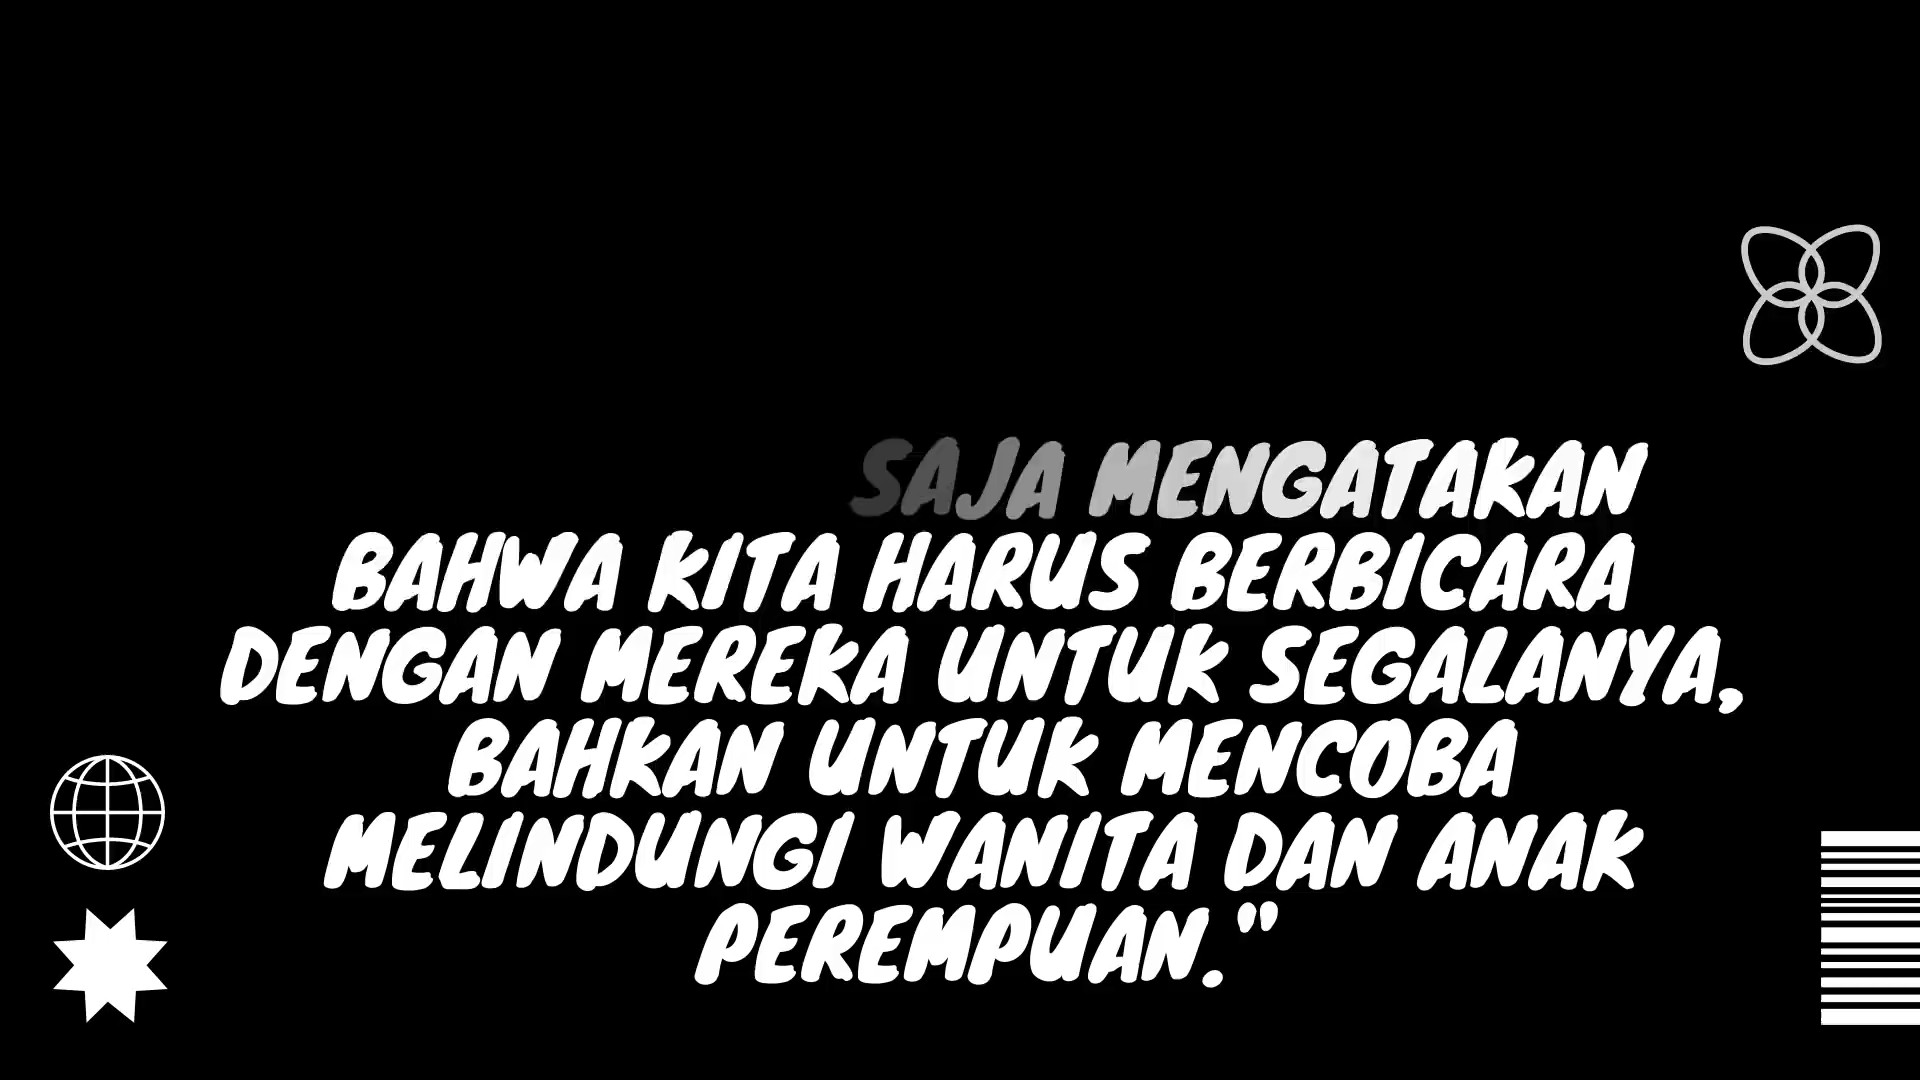 SAJA MENGATAKAN
BAHWA KITA HARUS BERBICARA
DENGAN MEREKA UNTUK SEGALANYA,
BAHKAN UNTUK MENCOBA
MELINDUNGI WANITA DAN ANAK
PEREMPUAN."